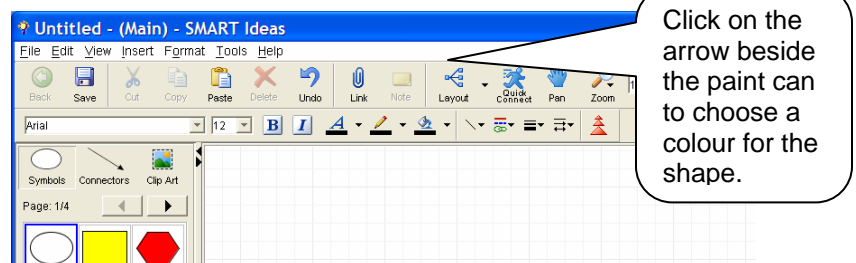 Untitled - (Main) - SMART Ideas
File Edit View Insert Format Tools Help
Back Save Cut Copy Paste Delete Undo Link Note Layout Quick Connect Pan Zoom
Arial 12 B I A
Symbols Connectors Clip Art
Page: 1/4
Click on the
arrow beside
the paint can
to choose a
colour for the
shape.